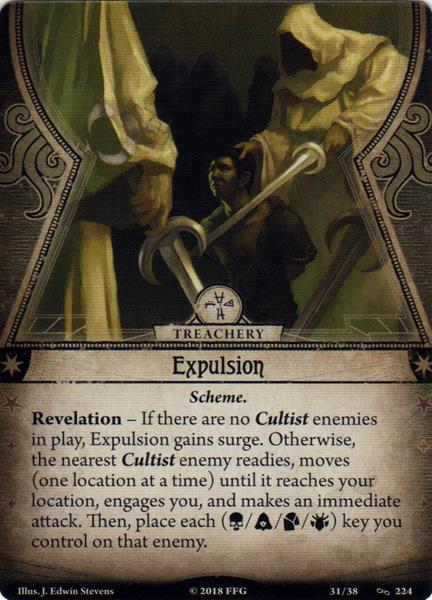 TREACHERY
Expulsion
Scheme.
Revelation – If there are no Cultist enemies
in play, Expulsion gains surge. Otherwise,
the nearest Cultist enemy readies, moves
(one location at a time) until it reaches your
location, engages you, and makes an immediate
attack. Then, place each (💀/▲/■/🪲) key you
control on that enemy.
Illus. J. Edwin Stevens © 2018 FFG 31/38 224